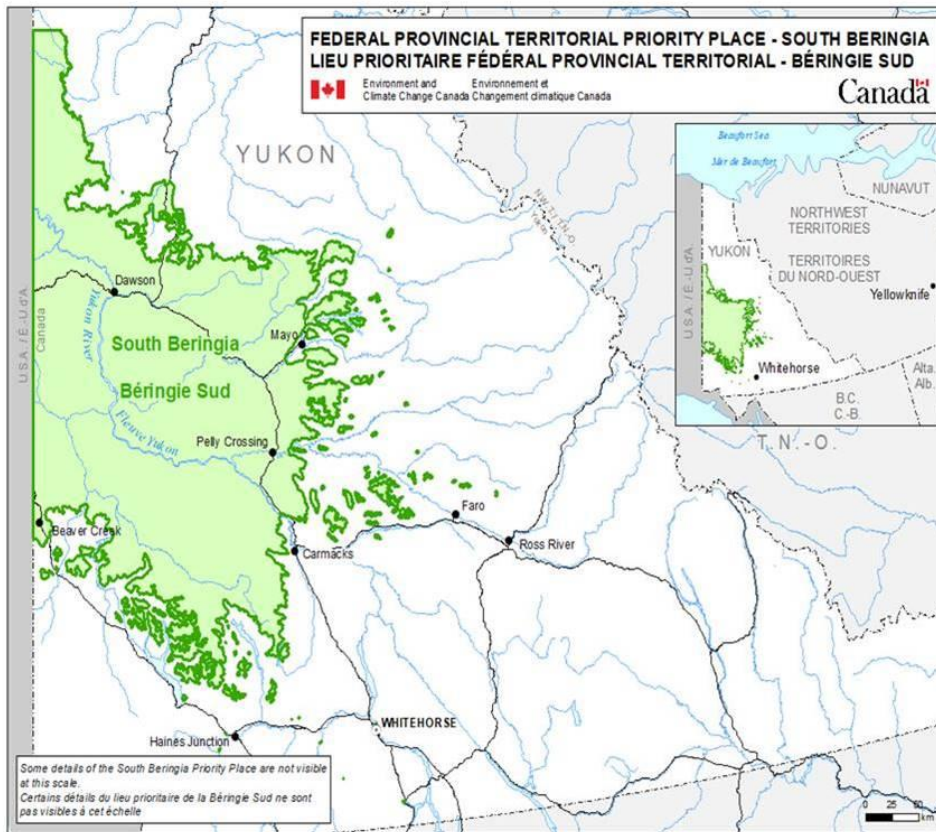 FEDERAL PROVINCIAL TERRITORIAL PRIORITY PLACE - SOUTH BERINGIA
LIEU PRIORITAIRE FÉDÉRAL PROVINCIAL TERRITORIAL - BÉRINGIE SUD
Environment and Environnement et
Climate Change Canada Changement climatique Canada
Canada
YUKON
NWT/TN-O
Yukon
Beaufort Sea
Mer de Beaufort
NUNAVUT
NORTHWEST
TERRITORIES
YUKON
TERRITOIRES
DU NORD-OUEST
Yellowknife
U.S.A. / É.-U.d'A.
Whitehorse
Alta.
Alb.
B.C.
C.-B.
T.N.-O.
Dawson
Yukon River
U.S.A. / É.-U.d'A.
Canada
South Beringia
Mayo
Béringie Sud
Fleuve Yukon
Pelly Crossing
Faro
Beaver Creek
Ross River
Carmacks
WHITEHORSE
Haines Junction
Some details of the South Beringia Priority Place are not visible
at this scale.
Certains détails du lieu prioritaire de la Béringie Sud ne sont
pas visibles à cet échelle
0 25 50
km